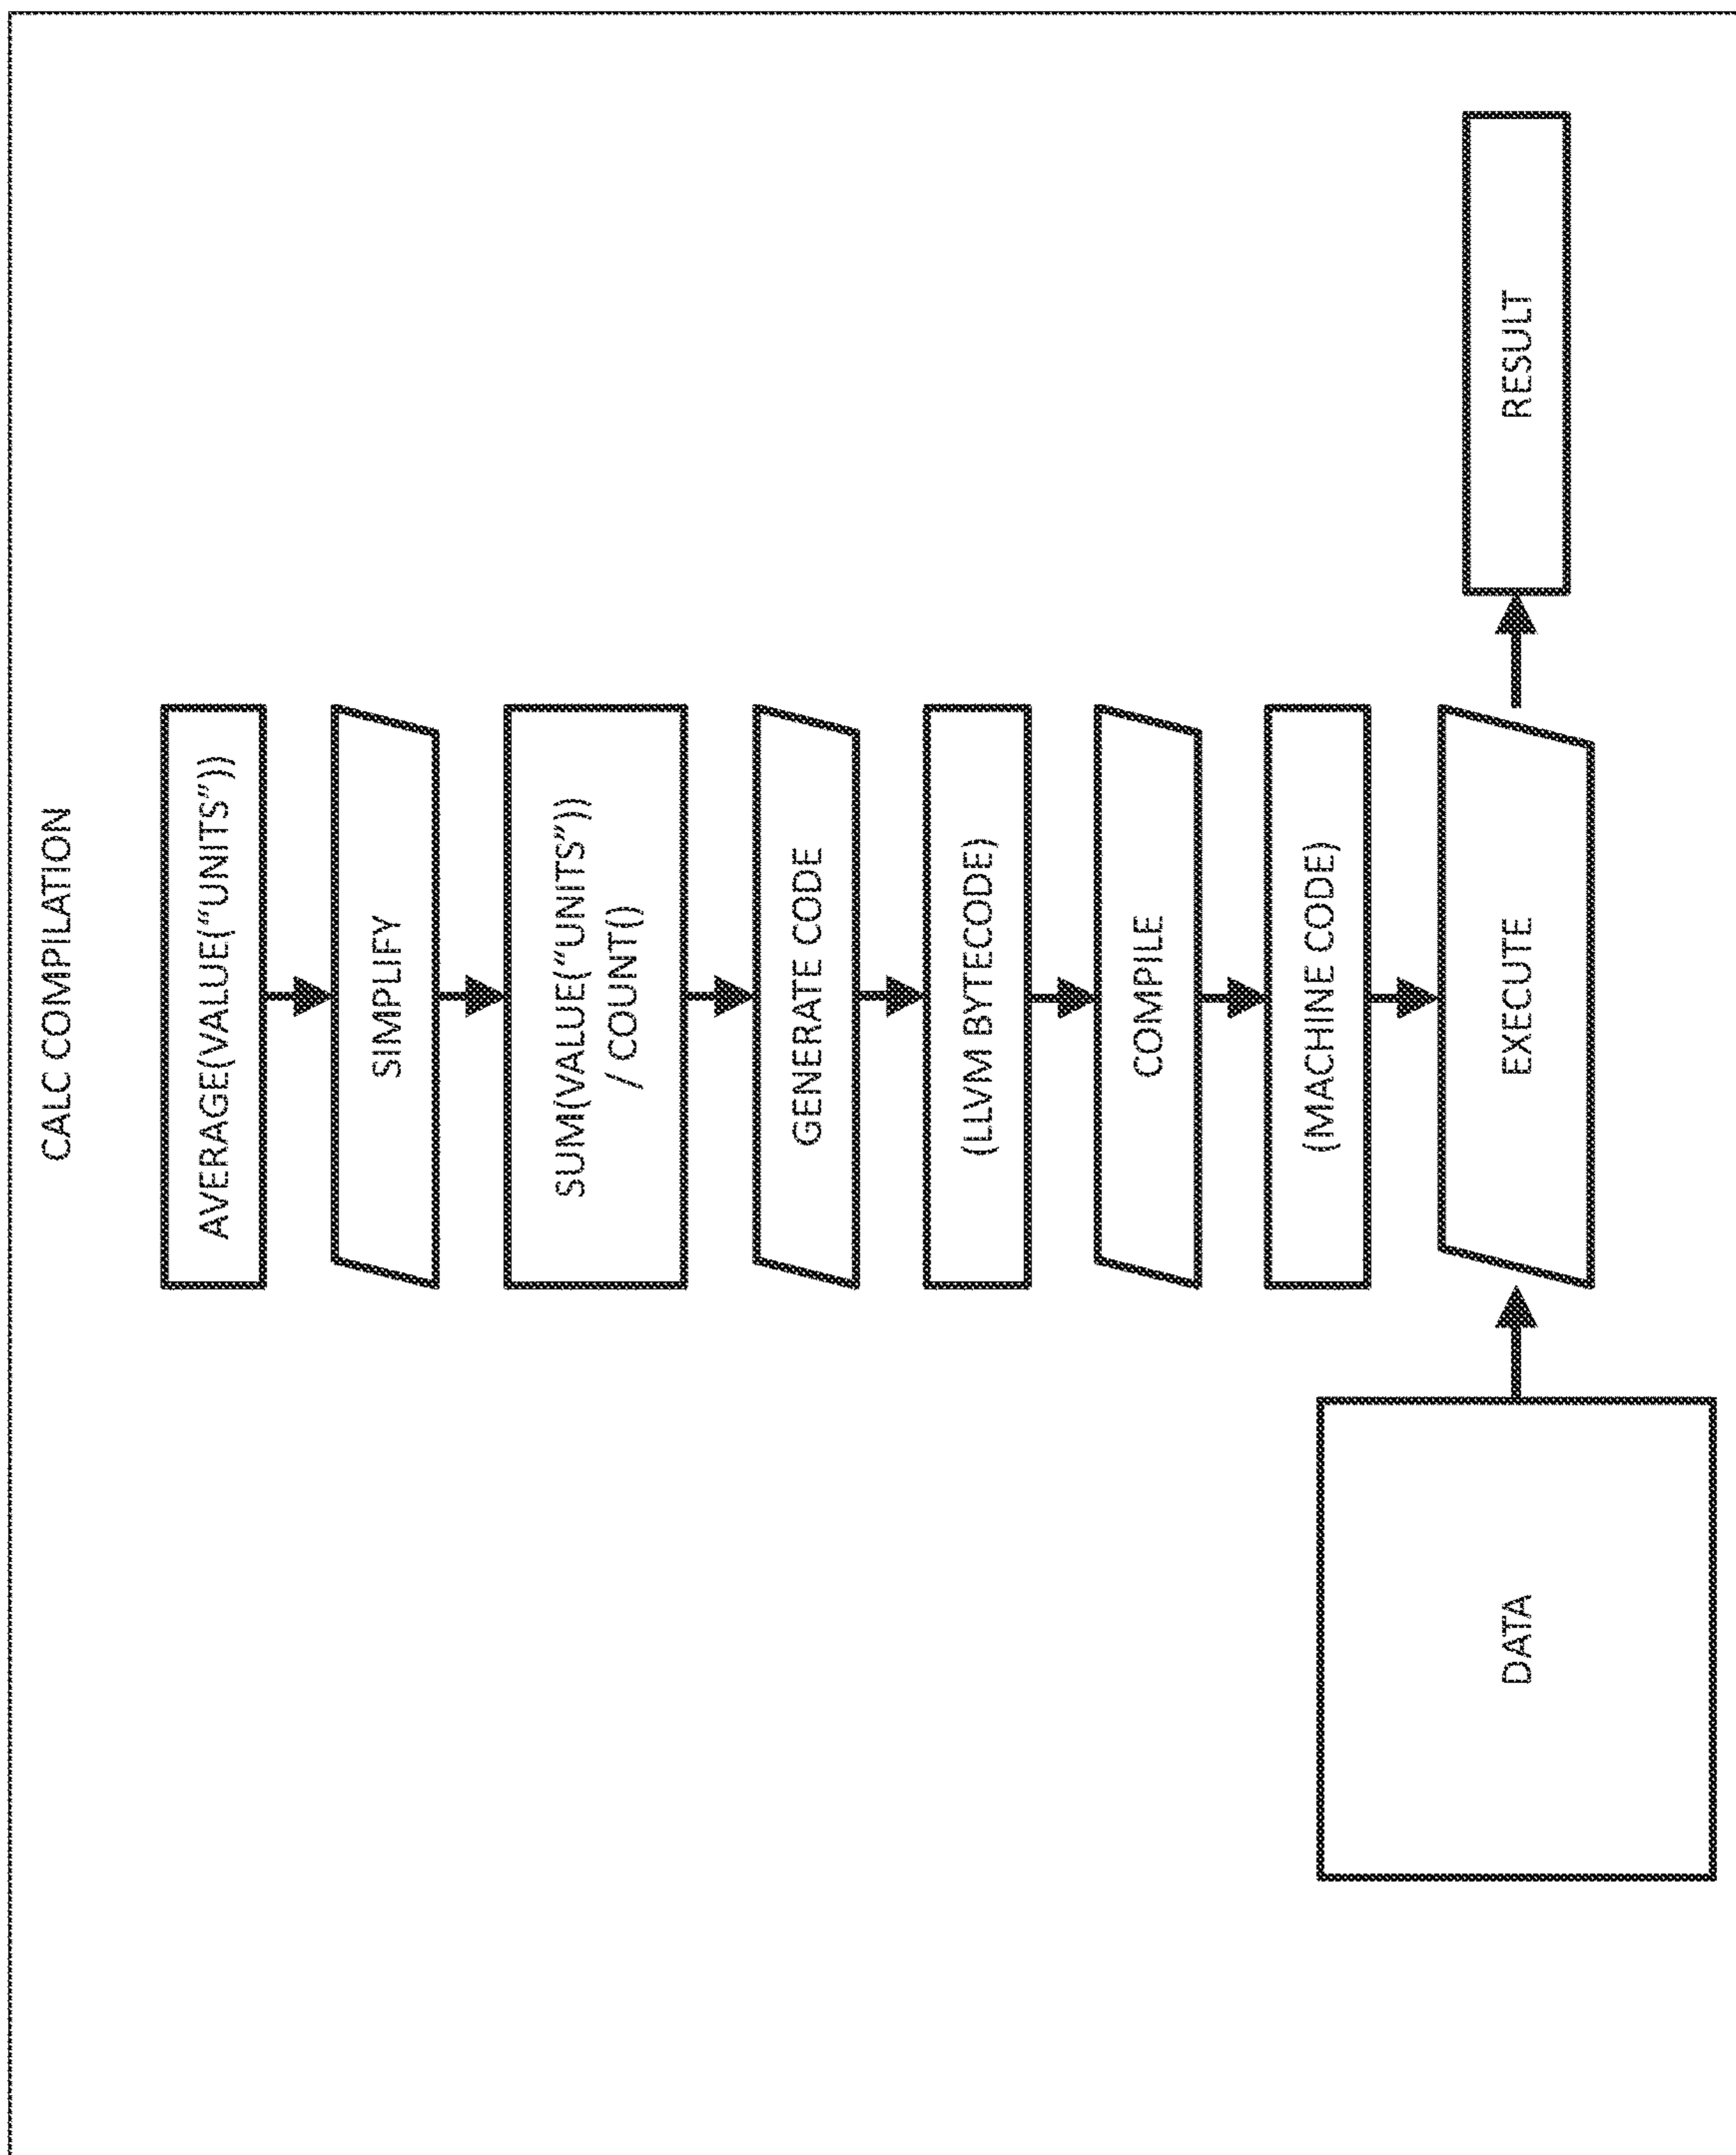 CALC COMPILATION
AVERAGE(VALUE(“UNITS”))
SIMPLIFY
SUM(VALUE(“UNITS”))
/ COUNT()
GENERATE CODE
(LLVM BYTECODE)
COMPILE
(MACHINE CODE)
DATA
EXECUTE
RESULT